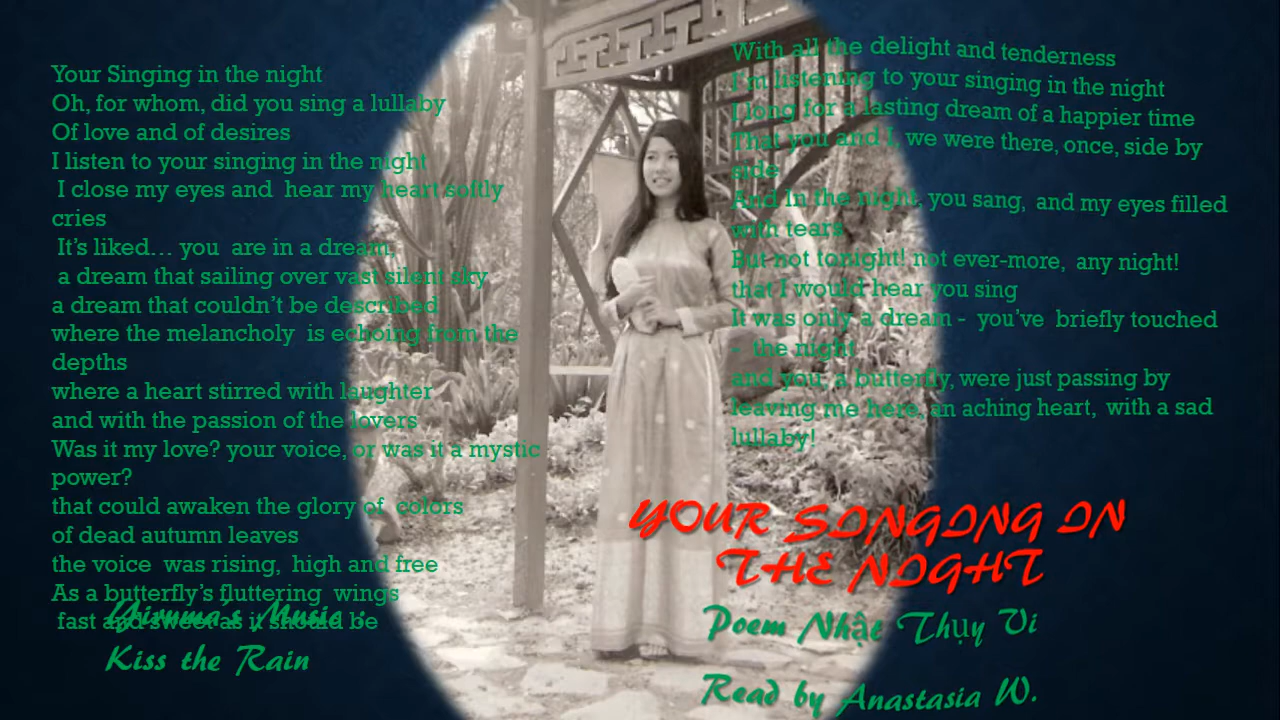 Your Singing in the night
Oh, for whom, did you sing a lullaby
Of love and of desires
I listen to your singing in the night
I close my eyes and hear my heart softly
cries
It's liked... you are in a dream,
a dream that sailing over vast silent sky
a dream that couldn't be described
where the melancholy is echoing from the
depths
where a heart stirred with laughter
and with the passion of the lovers
Was it my love? your voice, or was it a mystic
power?
that could awaken the glory of colors
of dead autumn leaves
the voice was rising, high and free
As a butterfly's fluttering wings
fast and sweet as it should be
Music :
Kiss the Rain
With all the delight and tenderness
I'm listening to your singing in the night
I long for a lasting dream of a happier time
That you and I, we were there, once, side by
side
And In the night, you sang, and my eyes filled
with tears
But not tonight! not ever-more, any night!
that I would hear you sing
It was only a dream - you've briefly touched
- the night
and you, a butterfly, were just passing by
leaving me here, an aching heart, with a sad
lullaby!
YOUR SINGING IN
THE NIGHT
Poem Nhật Thụy Vi
Read by Anastasia W.